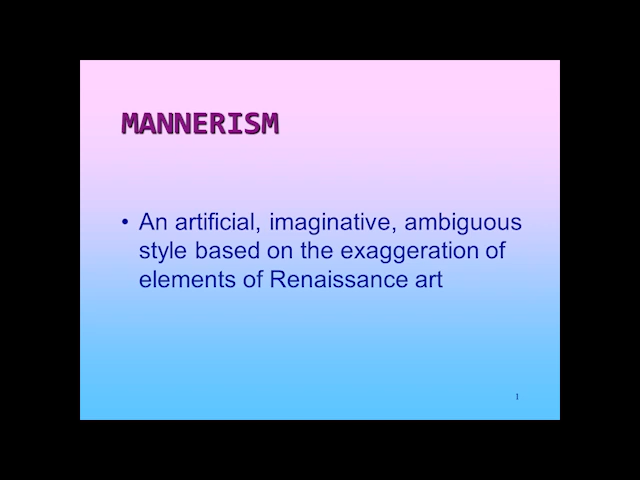 MANNERISM
• An artificial, imaginative, ambiguous
style based on the exaggeration of
elements of Renaissance art
1